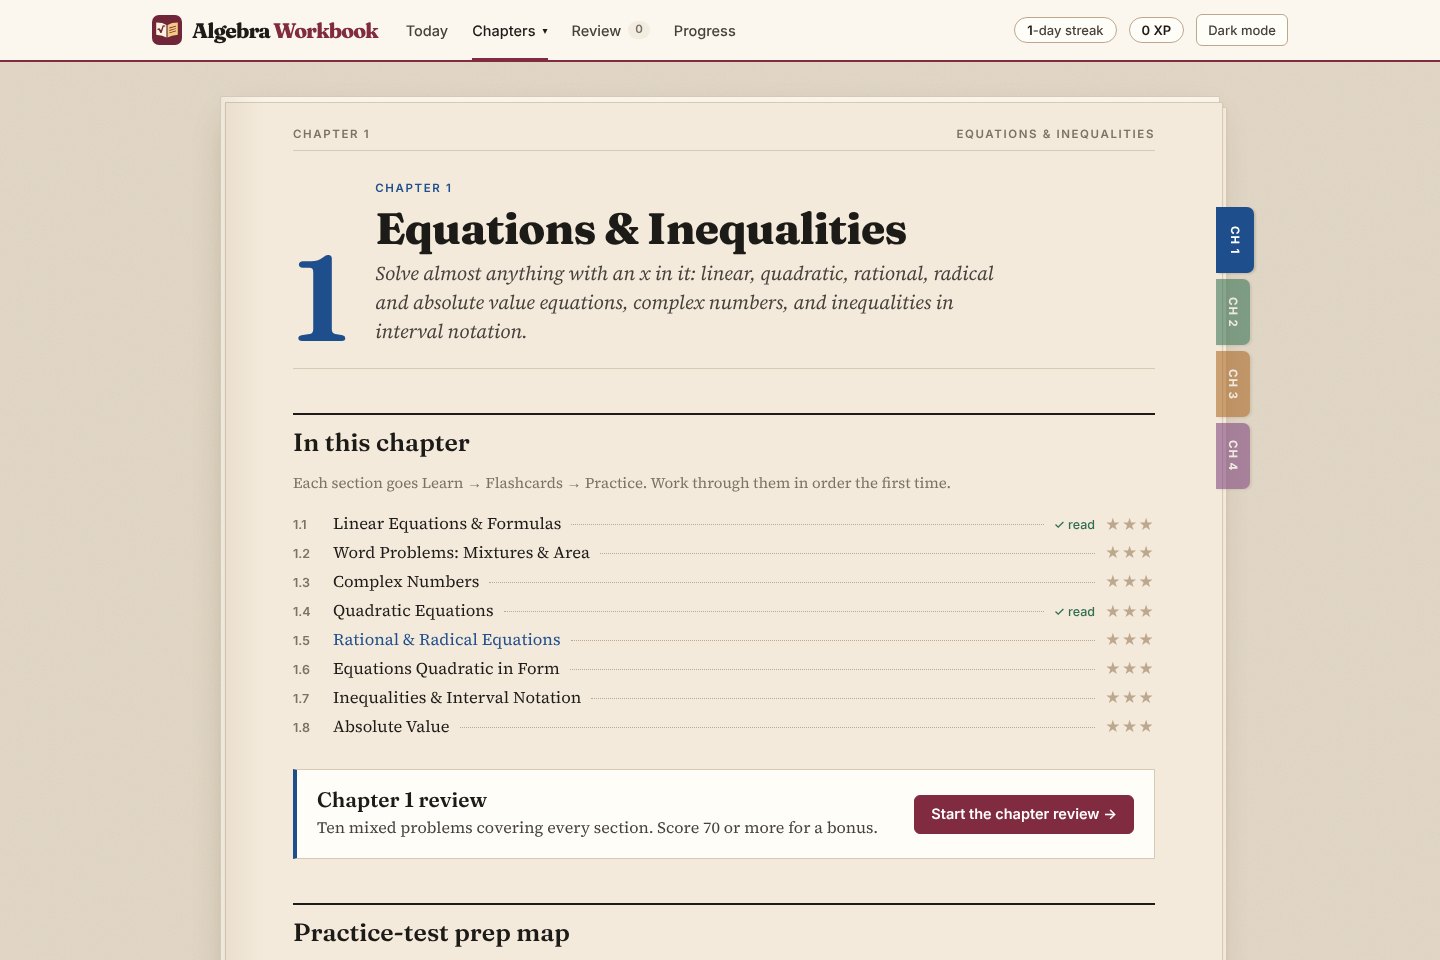 Algebra Workbook Today Chapters ▾ Review 0 Progress 1-day streak 0 XP Dark mode
CHAPTER 1 EQUATIONS & INEQUALITIES
CHAPTER 1
1
Equations & Inequalities
Solve almost anything with an x in it: linear, quadratic, rational, radical
and absolute value equations, complex numbers, and inequalities in
interval notation.
CH 1
CH 2
CH 3
CH 4
In this chapter
Each section goes Learn → Flashcards → Practice. Work through them in order the first time.
1.1 Linear Equations & Formulas ✓ read ★★★
1.2 Word Problems: Mixtures & Area ★★★
1.3 Complex Numbers ★★★
1.4 Quadratic Equations ✓ read ★★★
1.5 Rational & Radical Equations ★★★
1.6 Equations Quadratic in Form ★★★
1.7 Inequalities & Interval Notation ★★★
1.8 Absolute Value ★★★
Chapter 1 review
Ten mixed problems covering every section. Score 70 or more for a bonus.
Start the chapter review →
Practice-test prep map